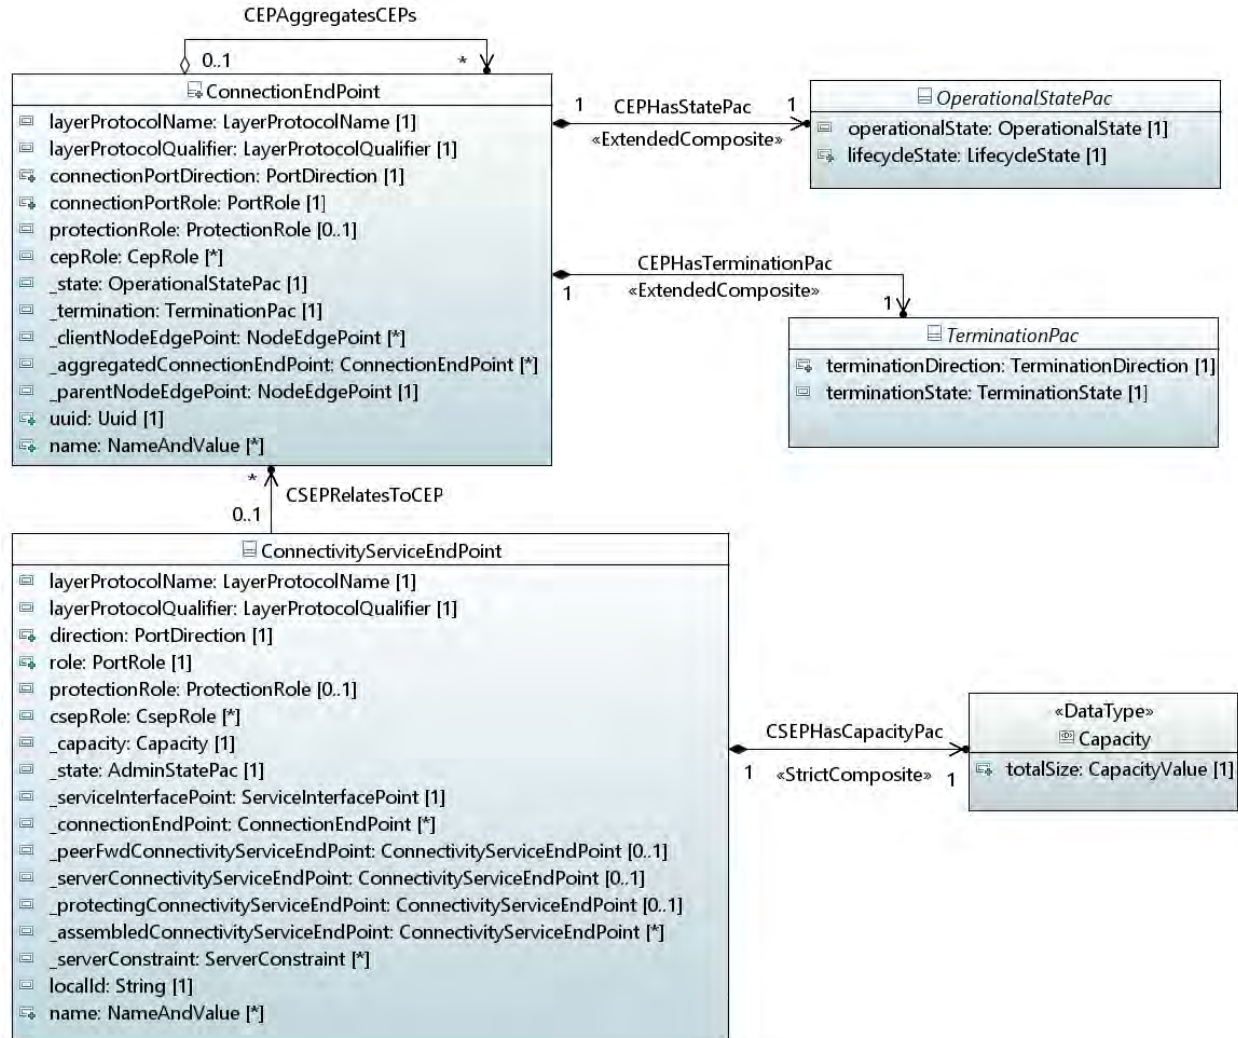 CEPAggregatesCEPs
0..1
*
ConnectionEndPoint
layerProtocolName: LayerProtocolName [1]
layerProtocolQualifier: LayerProtocolQualifier [1]
connectionPortDirection: PortDirection [1]
connectionPortRole: PortRole [1]
protectionRole: ProtectionRole [0..1]
cepRole: CepRole [*]
_state: OperationalStatePac [1]
_termination: TerminationPac [1]
_clientNodeEdgePoint: NodeEdgePoint [*]
_aggregatedConnectionEndPoint: ConnectionEndPoint [*]
_parentNodeEdgePoint: NodeEdgePoint [1]
uuid: Uuid [1]
name: NameAndValue [*]
1
CEPHasStatePac
1
«ExtendedComposite»
OperationalStatePac
operationalState: OperationalState [1]
lifecycleState: LifecycleState [1]
CEPHasTerminationPac
1
«ExtendedComposite»
1
TerminationPac
terminationDirection: TerminationDirection [1]
terminationState: TerminationState [1]
*
CSEPRelatesToCEP
0..1
ConnectivityServiceEndPoint
layerProtocolName: LayerProtocolName [1]
layerProtocolQualifier: LayerProtocolQualifier [1]
direction: PortDirection [1]
role: PortRole [1]
protectionRole: ProtectionRole [0..1]
csepRole: CsepRole [*]
_capacity: Capacity [1]
_state: AdminStatePac [1]
_serviceInterfacePoint: ServiceInterfacePoint [1]
_connectionEndPoint: ConnectionEndPoint [*]
_peerFwdConnectivityServiceEndPoint: ConnectivityServiceEndPoint [0..1]
_serverConnectivityServiceEndPoint: ConnectivityServiceEndPoint [0..1]
_protectingConnectivityServiceEndPoint: ConnectivityServiceEndPoint [0..1]
_assembledConnectivityServiceEndPoint: ConnectivityServiceEndPoint [*]
_serverConstraint: ServerConstraint [*]
localId: String [1]
name: NameAndValue [*]
CSEPHasCapacityPac
1
«StrictComposite»
1
«DataType»
Capacity
totalSize: CapacityValue [1]